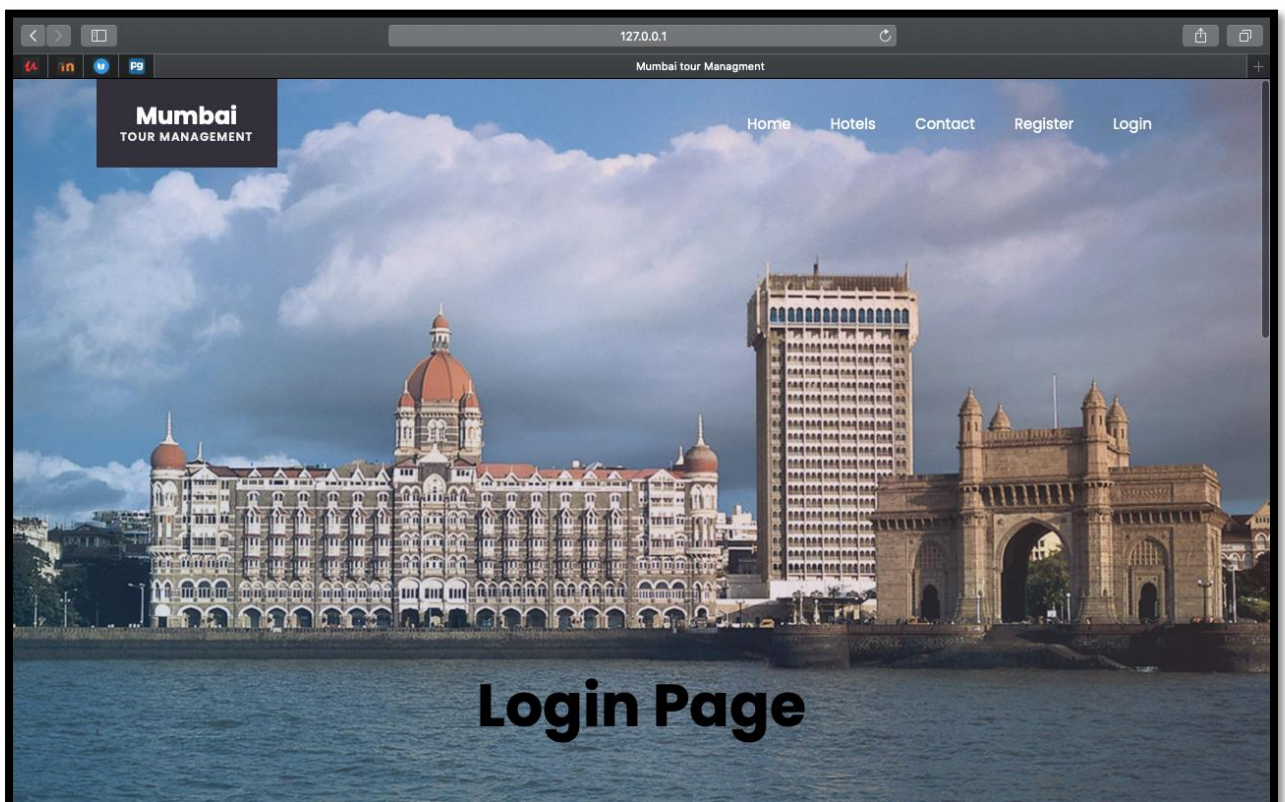 127.0.0.1
Mumbai tour Managment
Mumbai
TOUR MANAGEMENT
Home Hotels Contact Register Login
Login Page